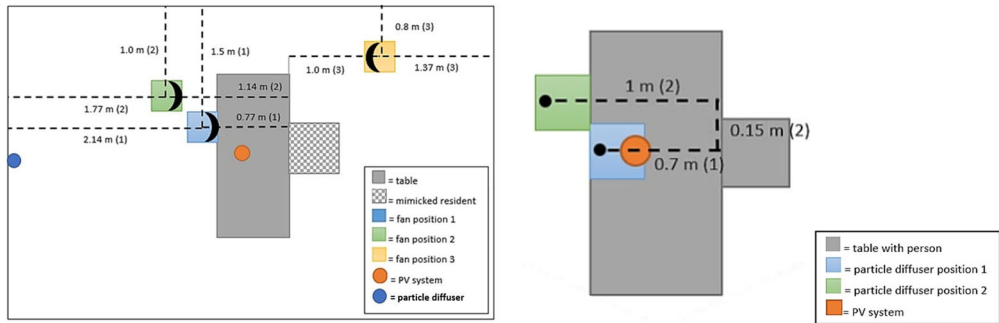 0.8 m (3)
1.0 m (2)
1.5 m (1)
1.0 m (3)
1.37 m (3)
1.14 m (2)
1.77 m (2)
0.77 m (1)
2.14 m (1)
= table
= mimicked resident
= fan position 1
= fan position 2
= fan position 3
= PV system
= particle diffuser
1 m (2)
0.15 m (2)
0.7 m (1)
= table with person
= particle diffuser position 1
= particle diffuser position 2
= PV system